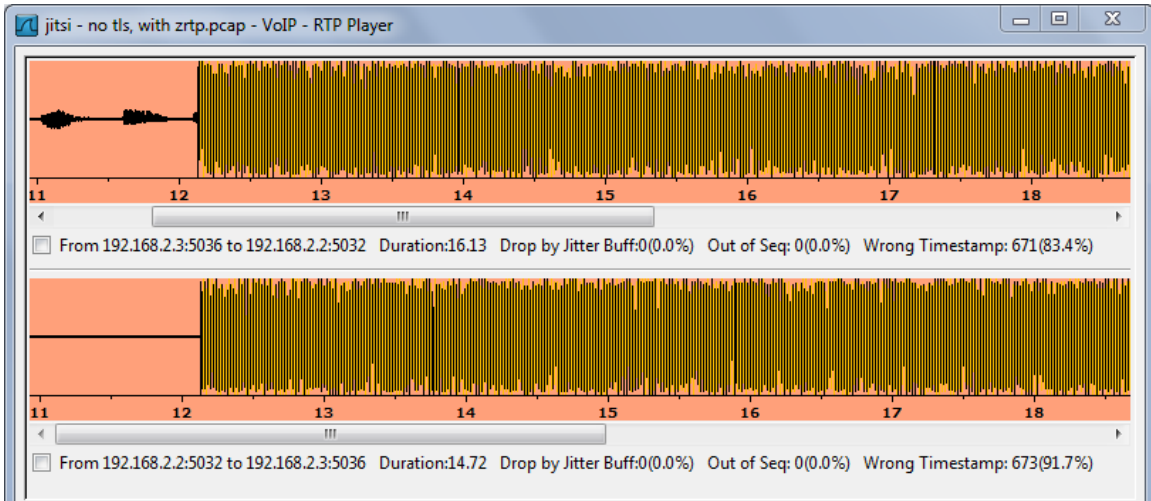 jitsi - no tls, with zrtp.pcap - VoIP - RTP Player
11 12 13 14 15 16 17 18
From 192.168.2.3:5036 to 192.168.2.2:5032 Duration:16.13 Drop by Jitter Buff:0(0.0%) Out of Seq: 0(0.0%) Wrong Timestamp: 671(83.4%)
11 12 13 14 15 16 17 18
From 192.168.2.2:5032 to 192.168.2.3:5036 Duration:14.72 Drop by Jitter Buff:0(0.0%) Out of Seq: 0(0.0%) Wrong Timestamp: 673(91.7%)